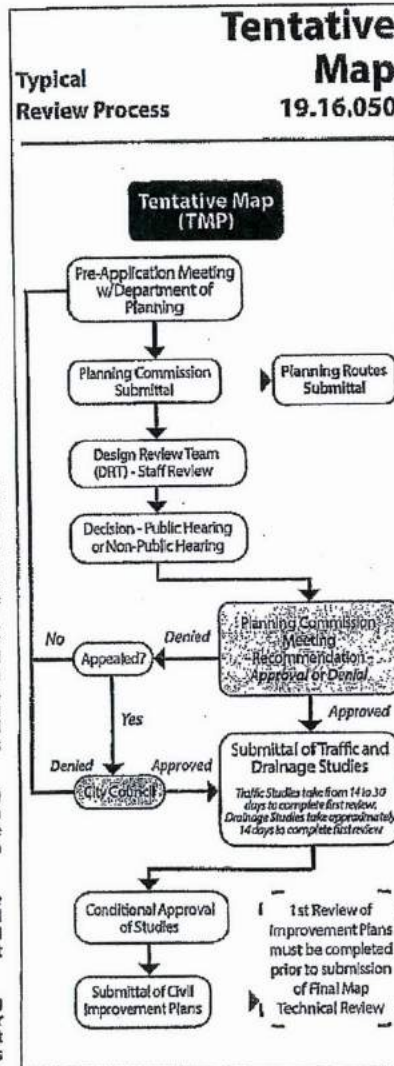 Tentative
Map
Typical
Review Process
19.16.050
Tentative Map
(TMP)
Pre-Application Meeting
w/Department of
Planning
Planning Commission
Submittal
Planning Routes
Submittal
Design Review Team
(DRT) - Staff Review
Decision - Public Hearing
or Non-Public Hearing
Planning Commission
Meeting
Recommendation -
Approval or Denial
Denied
Appealed?
No
Yes
Approved
Submittal of Traffic and
Drainage Studies
Traffic Studies take from 14 to 30
days to complete first review,
Drainage Studies take approximately
14 days to complete first review
Denied
City Council
Approved
Conditional Approval
of Studies
Submittal of Civil
Improvement Plans
1st Review of
Improvement Plans
must be completed
prior to submission
of Final Map
Technical Review